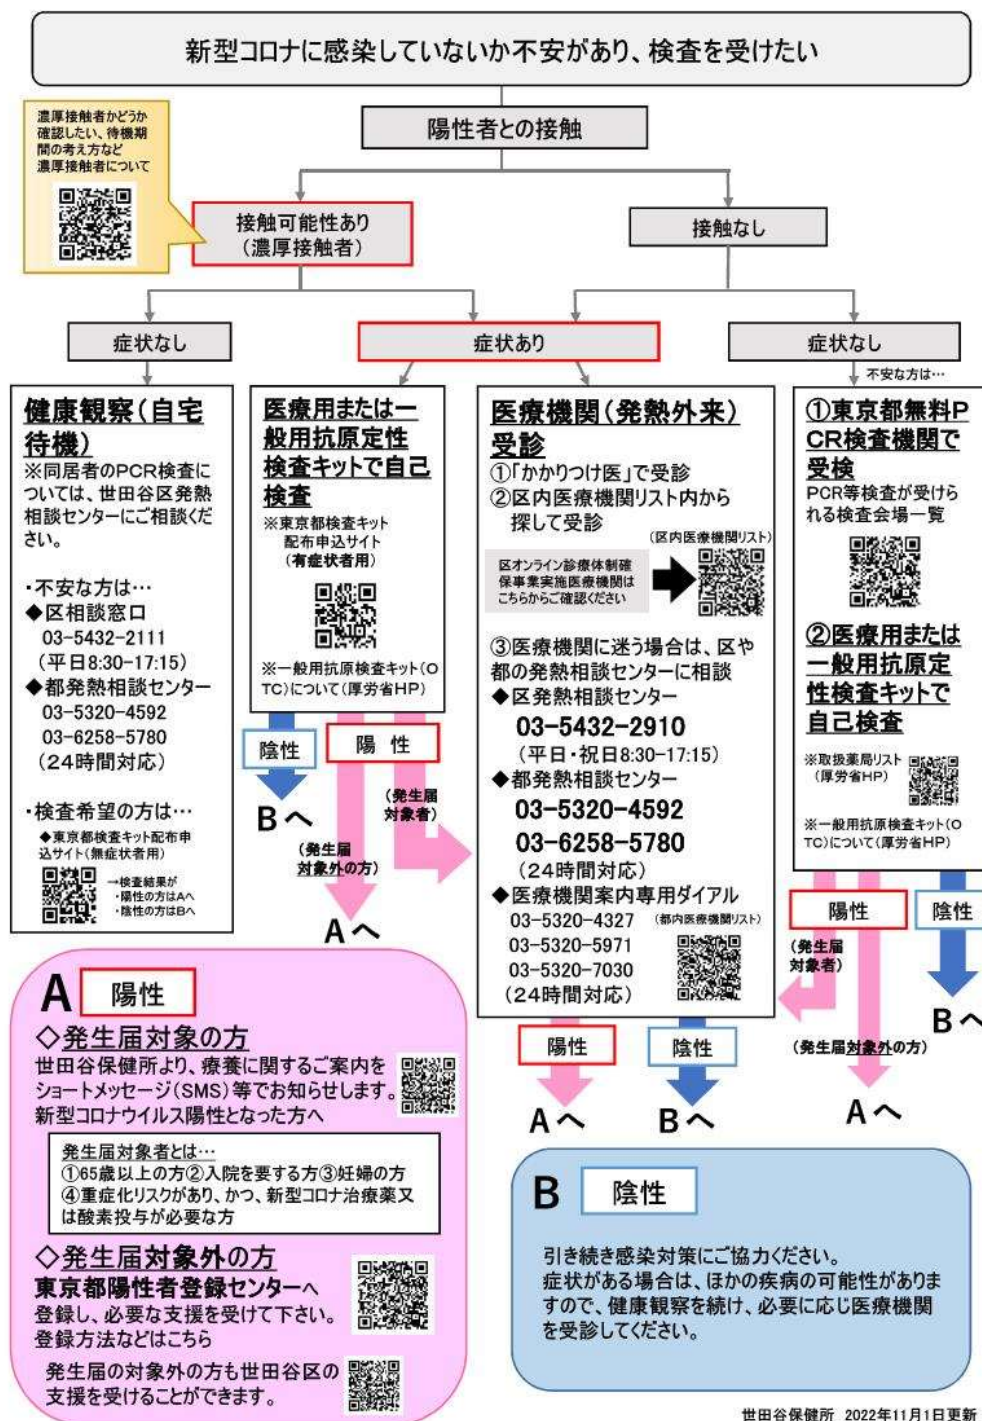 新型コロナに感染していないか不安があり、検査を受けたい
濃厚接触者かどうか
確認したい、待機期
間の考え方など
濃厚接触者について
陽性者との接触
接触可能性あり
(濃厚接触者)
接触なし
症状なし
症状あり
症状なし
不安な方は…
健康観察(自宅
待機)
※同居者のPCR検査に
ついては、世田谷区発熱
相談センターにご相談くだ
さい。
・不安な方は…
◆区相談窓口
03-5432-2111
(平日8:30-17:15)
◆都発熱相談センター
03-5320-4592
03-6258-5780
(24時間対応)
・検査希望の方は…
◆東京都検査キット配布申
込サイト(無症状者用)
→検査結果が
・陽性の方はAへ
・陰性の方はBへ
医療用または一
般用抗原定性
検査キットで自己
検査
※東京都検査キット
配布申込サイト
(有症状者用)
※一般用抗原検査キット(O
TC)について(厚労省HP)
陰性
陽 性
Bへ
(発生届
対象者)
(発生届
対象外の方)
Aへ
医療機関(発熱外来)
受診
①「かかりつけ医」で受診
②区内医療機関リスト内から
探して受診
(区内医療機関リスト)
区オンライン診療体制確
保事業実施医療機関は
こちらからご確認ください
③医療機関に迷う場合は、区や
都の発熱相談センターに相談
◆区発熱相談センター
03-5432-2910
(平日・祝日8:30-17:15)
◆都発熱相談センター
03-5320-4592
03-6258-5780
(24時間対応)
◆医療機関案内専用ダイアル
03-5320-4327
(都内医療機関リスト)
03-5320-5971
03-5320-7030
(24時間対応)
陽性
陰性
Aへ
Bへ
①東京都無料P
CR検査機関で
受検
PCR等検査が受けら
れる検査会場一覧
②医療用または
一般用抗原定
性検査キットで
自己検査
※取扱薬局リスト
(厚労省HP)
※一般用抗原検査キット(O
TC)について(厚労省HP)
陽性
陰性
(発生届
対象者)
Bへ
(発生届対象外の方)
Aへ
A 陽性
◇発生届対象の方
世田谷保健所より、療養に関するご案内を
ショートメッセージ(SMS)等でお知らせします。
新型コロナウイルス陽性となった方へ
発生届対象者とは…
①65歳以上の方②入院を要する方③妊婦の方
④重症化リスクがあり、かつ、新型コロナ治療薬又
は酸素投与が必要な方
◇発生届対象外の方
東京都陽性者登録センターへ
登録し、必要な支援を受けて下さい。
登録方法などはこちら
発生届の対象外の方も世田谷区の
支援を受けることができます。
B 陰性
引き続き感染対策にご協力ください。
症状がある場合は、ほかの疾病の可能性がありま
すので、健康観察を続け、必要に応じ医療機関
を受診してください。
世田谷保健所 2022年11月1日更新